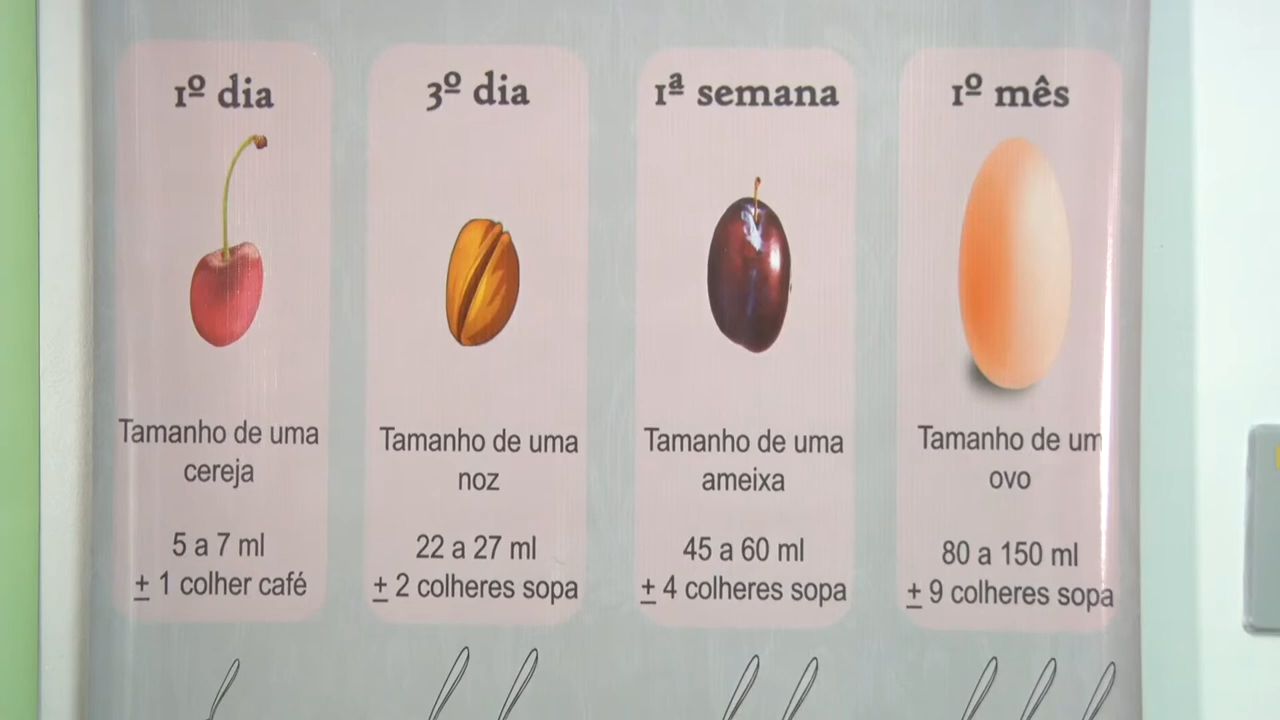 1º dia
Tamanho de uma
cereja
5 a 7 ml
± 1 colher café
3º dia
Tamanho de uma
noz
22 a 27 ml
± 2 colheres sopa
1ª semana
Tamanho de uma
ameixa
45 a 60 ml
± 4 colheres sopa
1º mês
Tamanho de um
ovo
80 a 150 ml
± 9 colheres sopa